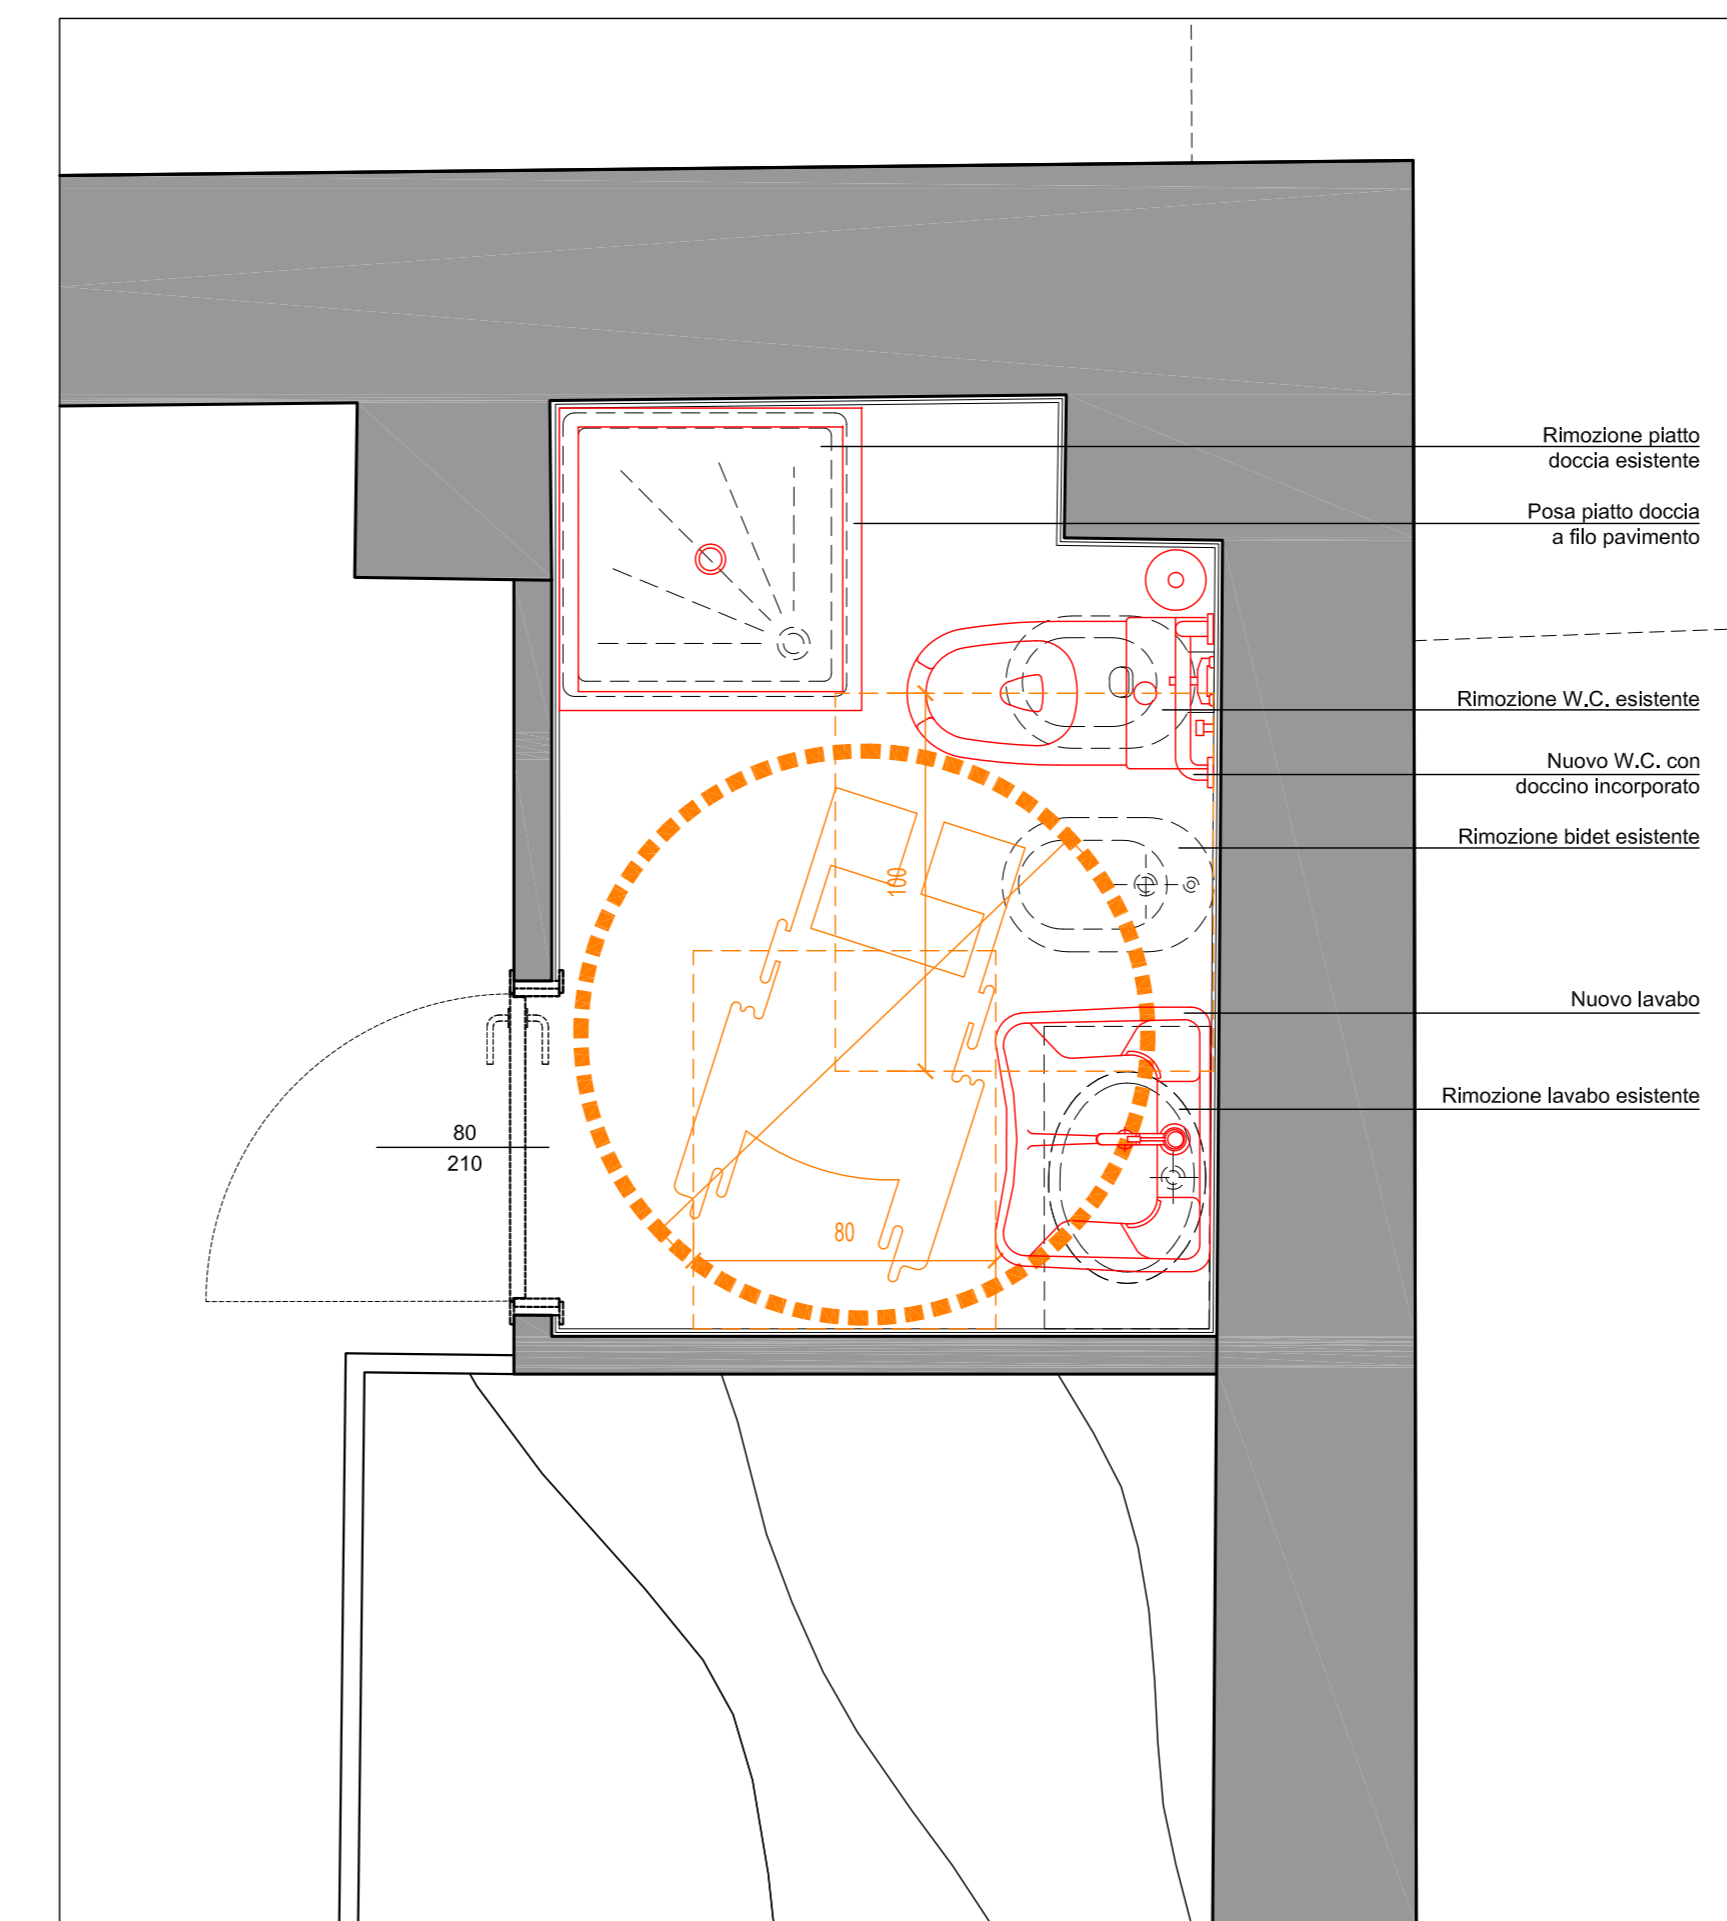 Rimozione piatto
doccia esistente
Posa piatto doccia
a filo pavimento
Rimozione W.C. esistente
Nuovo W.C. con
doccino incorporato
Rimozione bidet esistente
100
Nuovo lavabo
Rimozione lavabo esistente
80
210
80